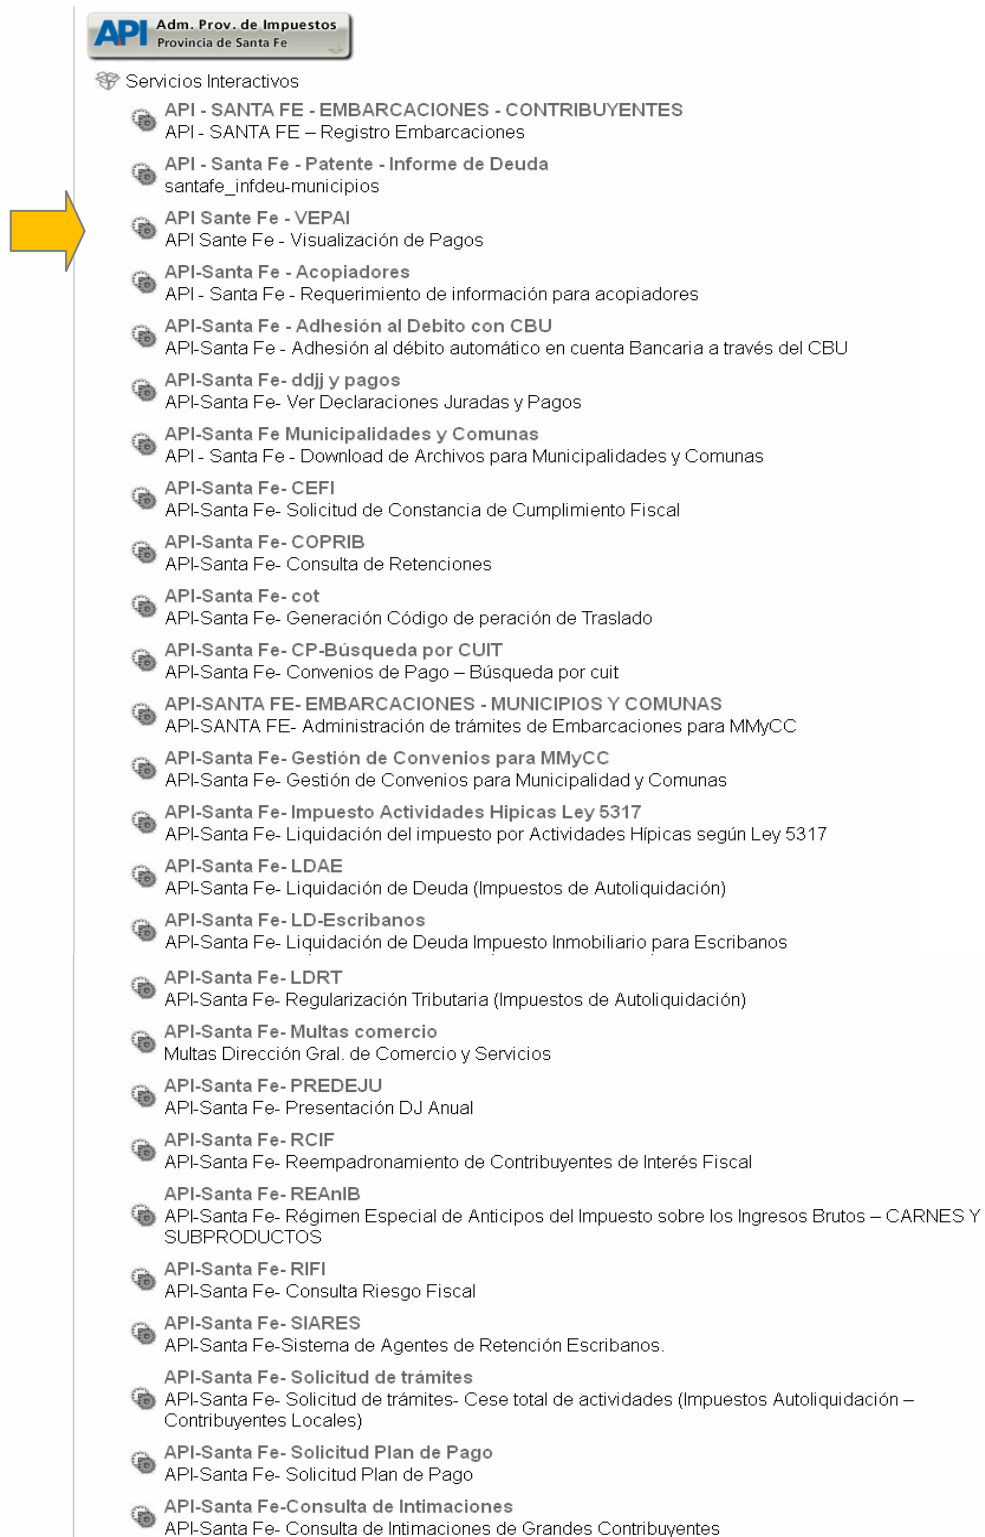 API Adm. Prov. de Impuestos
Provincia de Santa Fe
Servicios Interactivos
API - SANTA FE - EMBARCACIONES - CONTRIBUYENTES
API - SANTA FE – Registro Embarcaciones
API - Santa Fe - Patente - Informe de Deuda
santafe_infdeu-municipios
API Sante Fe - VEPAI
API Sante Fe - Visualización de Pagos
API-Santa Fe - Acopiadores
API - Santa Fe - Requerimiento de información para acopiadores
API-Santa Fe - Adhesión al Debito con CBU
API-Santa Fe - Adhesión al débito automático en cuenta Bancaria a través del CBU
API-Santa Fe- ddjj y pagos
API-Santa Fe- Ver Declaraciones Juradas y Pagos
API-Santa Fe Municipalidades y Comunas
API - Santa Fe - Download de Archivos para Municipalidades y Comunas
API-Santa Fe- CEFI
API-Santa Fe- Solicitud de Constancia de Cumplimiento Fiscal
API-Santa Fe- COPRIB
API-Santa Fe- Consulta de Retenciones
API-Santa Fe- cot
API-Santa Fe- Generación Código de peración de Traslado
API-Santa Fe- CP-Búsqueda por CUIT
API-Santa Fe- Convenios de Pago – Búsqueda por cuit
API-SANTA FE- EMBARCACIONES - MUNICIPIOS Y COMUNAS
API-SANTA FE- Administración de trámites de Embarcaciones para MMyCC
API-Santa Fe- Gestión de Convenios para MMyCC
API-Santa Fe- Gestión de Convenios para Municipalidad y Comunas
API-Santa Fe- Impuesto Actividades Hipicas Ley 5317
API-Santa Fe- Liquidación del impuesto por Actividades Hípicas según Ley 5317
API-Santa Fe- LDAE
API-Santa Fe- Liquidación de Deuda (Impuestos de Autoliquidación)
API-Santa Fe- LD-Escribanos
API-Santa Fe- Liquidación de Deuda Impuesto Inmobiliario para Escribanos
API-Santa Fe- LDRT
API-Santa Fe- Regularización Tributaria (Impuestos de Autoliquidación)
API-Santa Fe- Multas comercio
Multas Dirección Gral. de Comercio y Servicios
API-Santa Fe- PREDEJU
API-Santa Fe- Presentación DJ Anual
API-Santa Fe- RCIF
API-Santa Fe- Reempadronamiento de Contribuyentes de Interés Fiscal
API-Santa Fe- REAnIB
API-Santa Fe- Régimen Especial de Anticipos del Impuesto sobre los Ingresos Brutos – CARNES Y
SUBPRODUCTOS
API-Santa Fe- RIFI
API-Santa Fe- Consulta Riesgo Fiscal
API-Santa Fe- SIARES
API-Santa Fe-Sistema de Agentes de Retención Escribanos.
API-Santa Fe- Solicitud de trámites
API-Santa Fe- Solicitud de trámites- Cese total de actividades (Impuestos Autoliquidación –
Contribuyentes Locales)
API-Santa Fe- Solicitud Plan de Pago
API-Santa Fe- Solicitud Plan de Pago
API-Santa Fe-Consulta de Intimaciones
API-Santa Fe- Consulta de Intimaciones de Grandes Contribuyentes